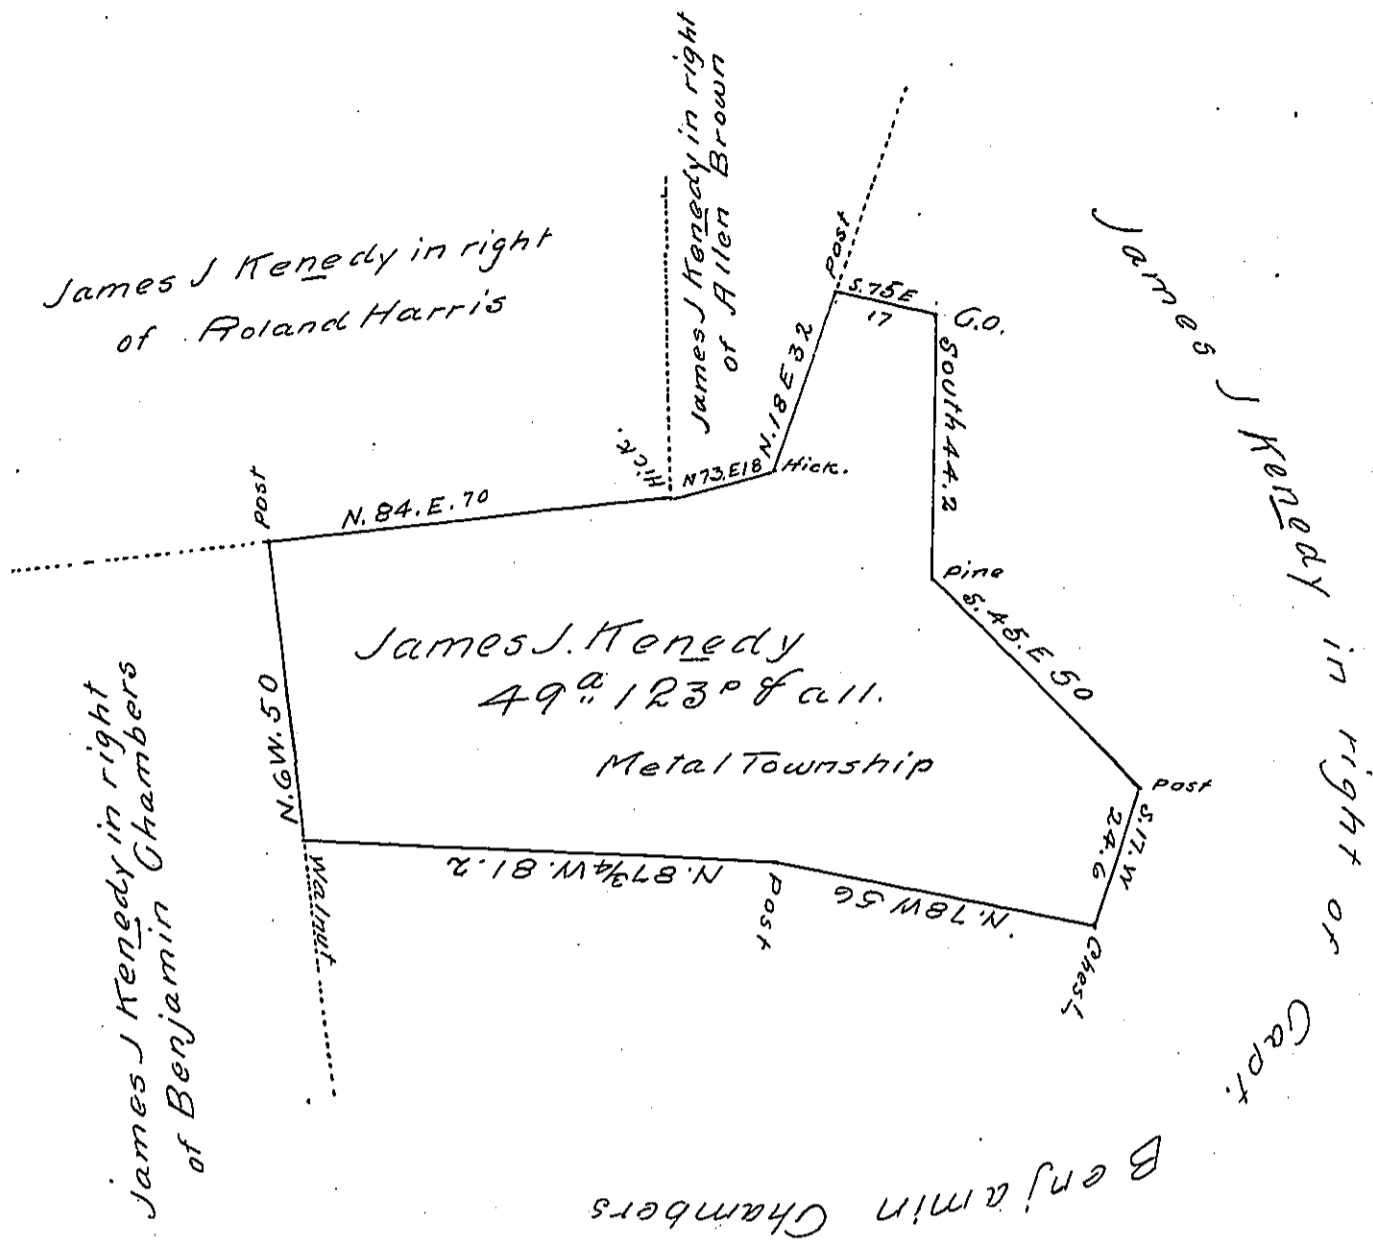 James J Kenedy in right
of Roland Harris
James J Kenedy in right
of Allen Brown
Post
S.75E
17
G.O.
N.18E32
South 44.2
Hick.
N73.E18
Hick.
Post
N.84.E.70
Pine
S.45.E50
James J. Kenedy
49a 123p & all.
Metal Township
N.6W.50
Post
S.17.W
24.6
Walnut
N.87¾W.81.2
Post
N.78W56
Chest
James J Kenedy in right
of Benjamin Chambers
James J Kenedy in right of Capt.
Benjamin Chambers